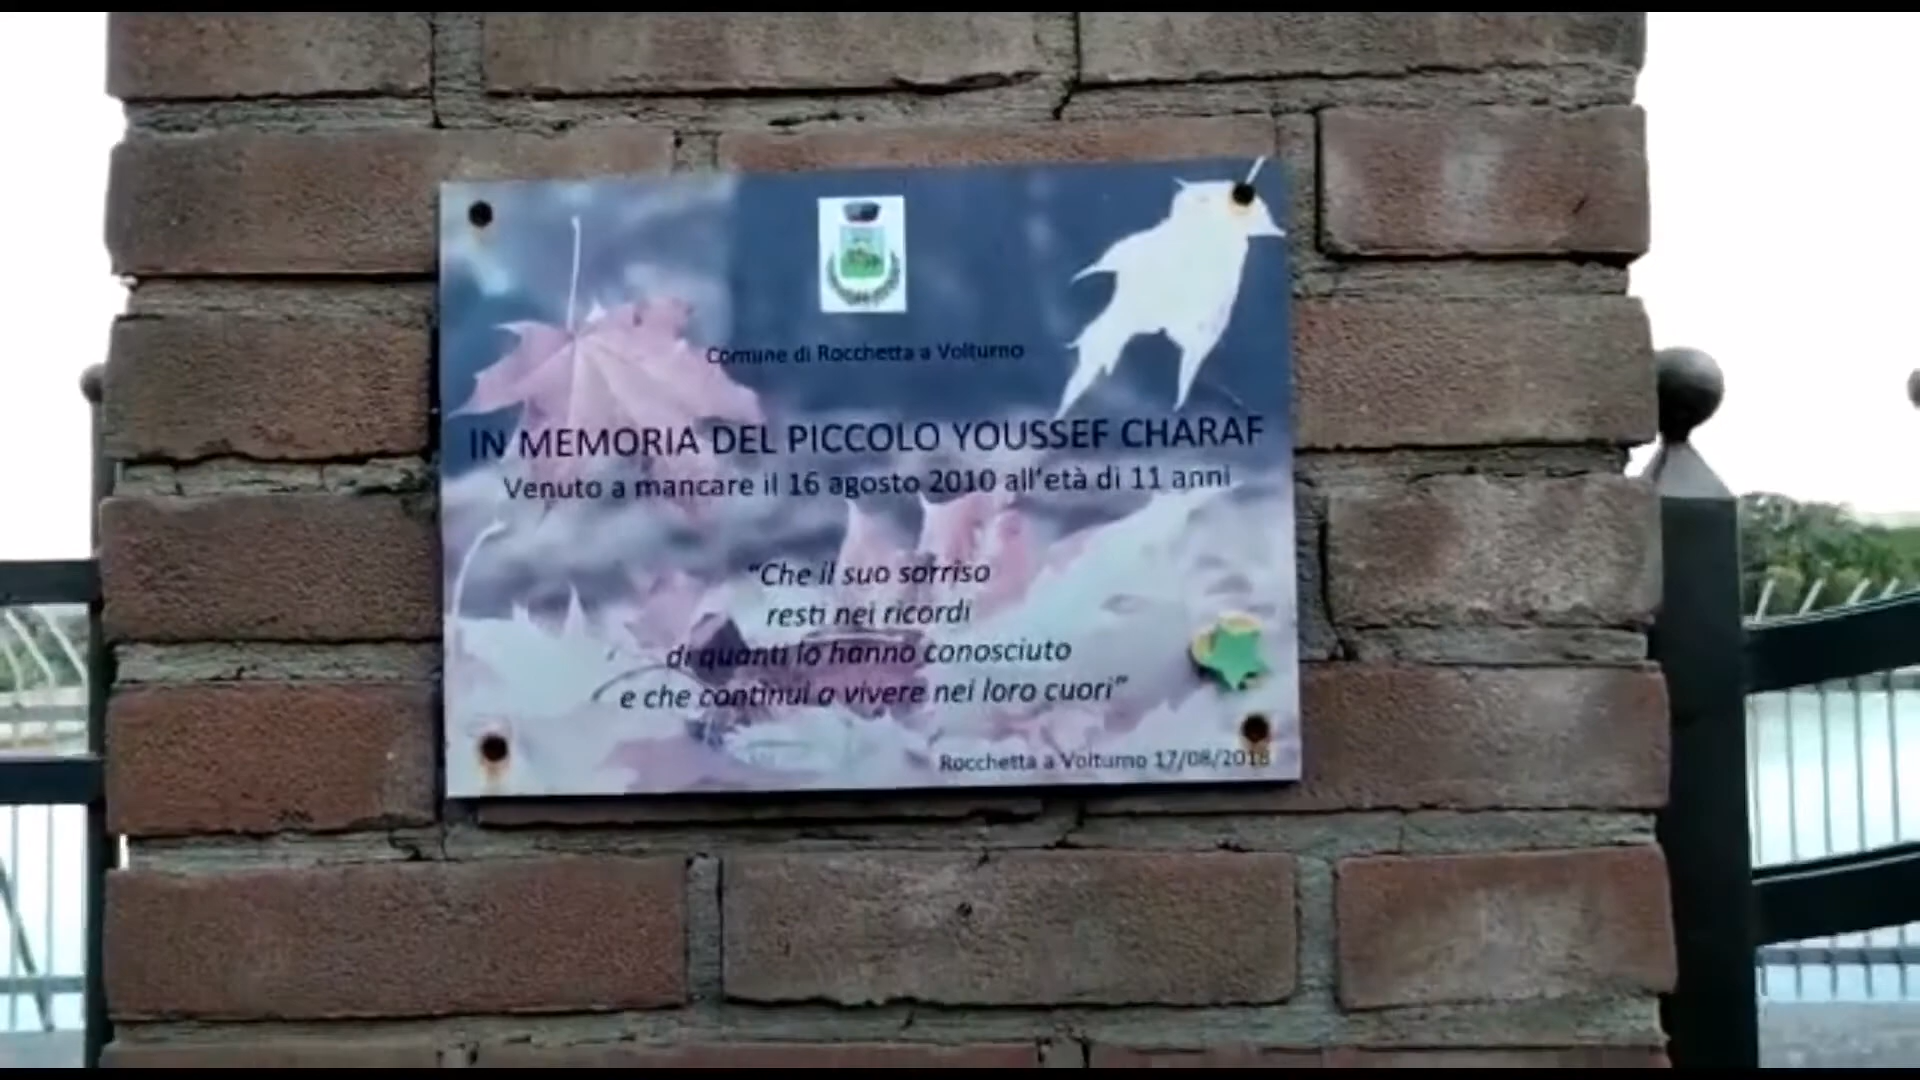 Comune di Rocchetta a Volturno
IN MEMORIA DEL PICCOLO YOUSSEF CHARAF
Venuto a mancare il 16 agosto 2010 all'età di 11 anni
"Che il suo sorriso
resti nei ricordi
di quanti lo hanno conosciuto
e che continui a vivere nei loro cuori"
Rocchetta a Volturno 17/08/2018